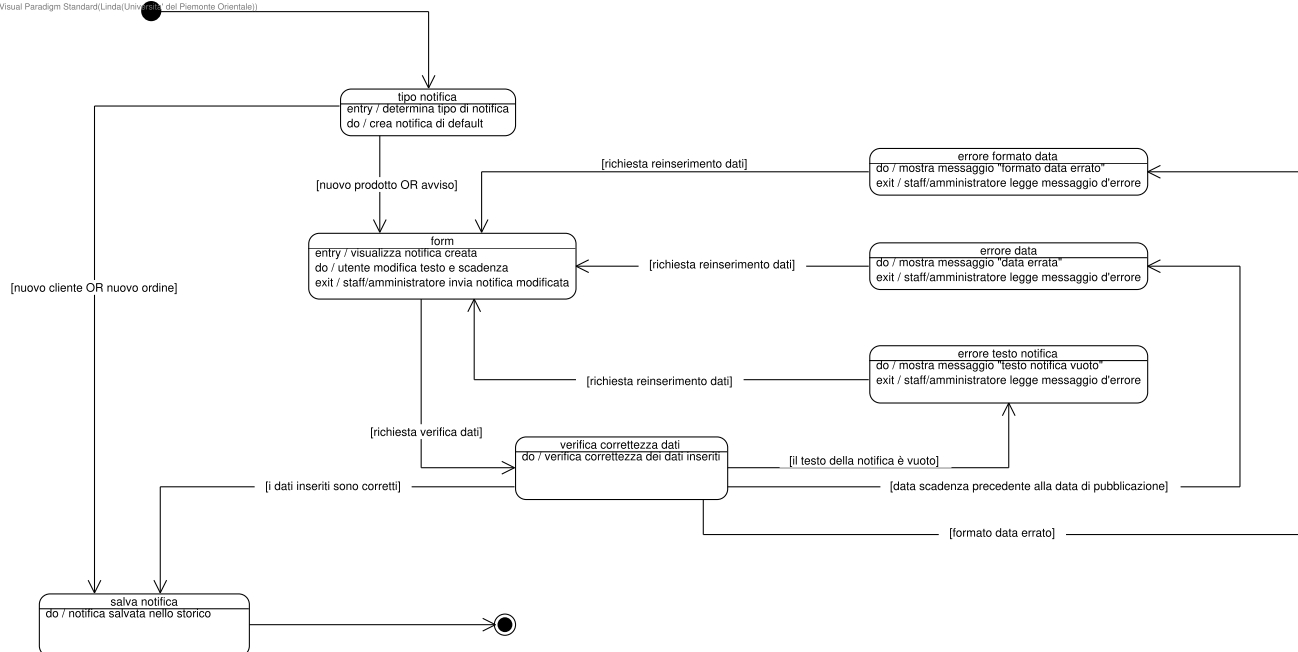 Visual Paradigm Standard(Linda(Universita' del Piemonte Orientale))
tipo notifica
entry / determina tipo di notifica
do / crea notifica di default
errore formato data
do / mostra messaggio "formato data errato"
exit / staff/amministratore legge messaggio d'errore
[richiesta reinserimento dati]
[nuovo prodotto OR avviso]
form
entry / visualizza notifica creata
do / utente modifica testo e scadenza
exit / staff/amministratore invia notifica modificata
errore data
do / mostra messaggio "data errata"
exit / staff/amministratore legge messaggio d'errore
[richiesta reinserimento dati]
[nuovo cliente OR nuovo ordine]
errore testo notifica
do / mostra messaggio "testo notifica vuoto"
exit / staff/amministratore legge messaggio d'errore
[richiesta reinserimento dati]
[richiesta verifica dati]
verifica correttezza dati
do / verifica correttezza dei dati inseriti
[il testo della notifica è vuoto]
[i dati inseriti sono corretti]
[data scadenza precedente alla data di pubblicazione]
[formato data errato]
salva notifica
do / notifica salvata nello storico